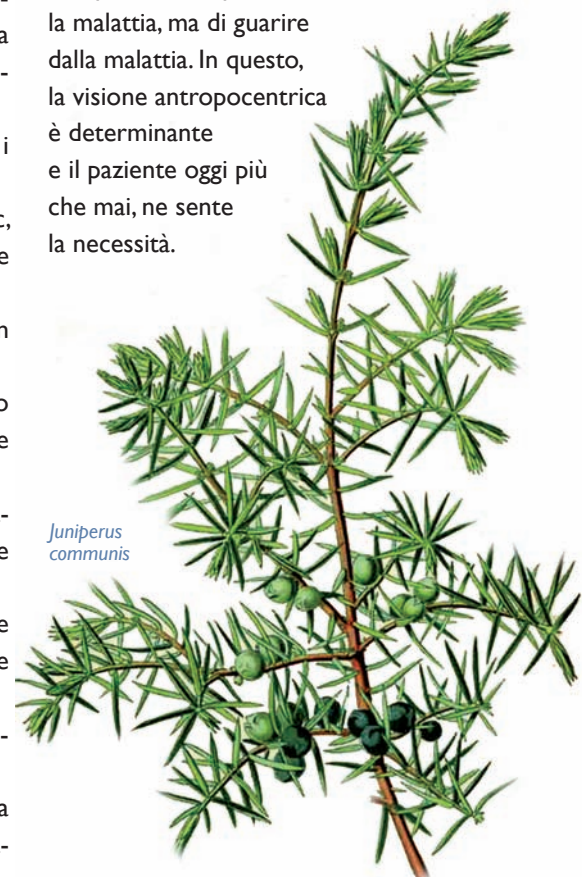 la malattia, ma di guarire
dalla malattia. In questo,
la visione antropocentrica
è determinante
e il paziente oggi più
che mai, ne sente
la necessità.
Juniperus
communis